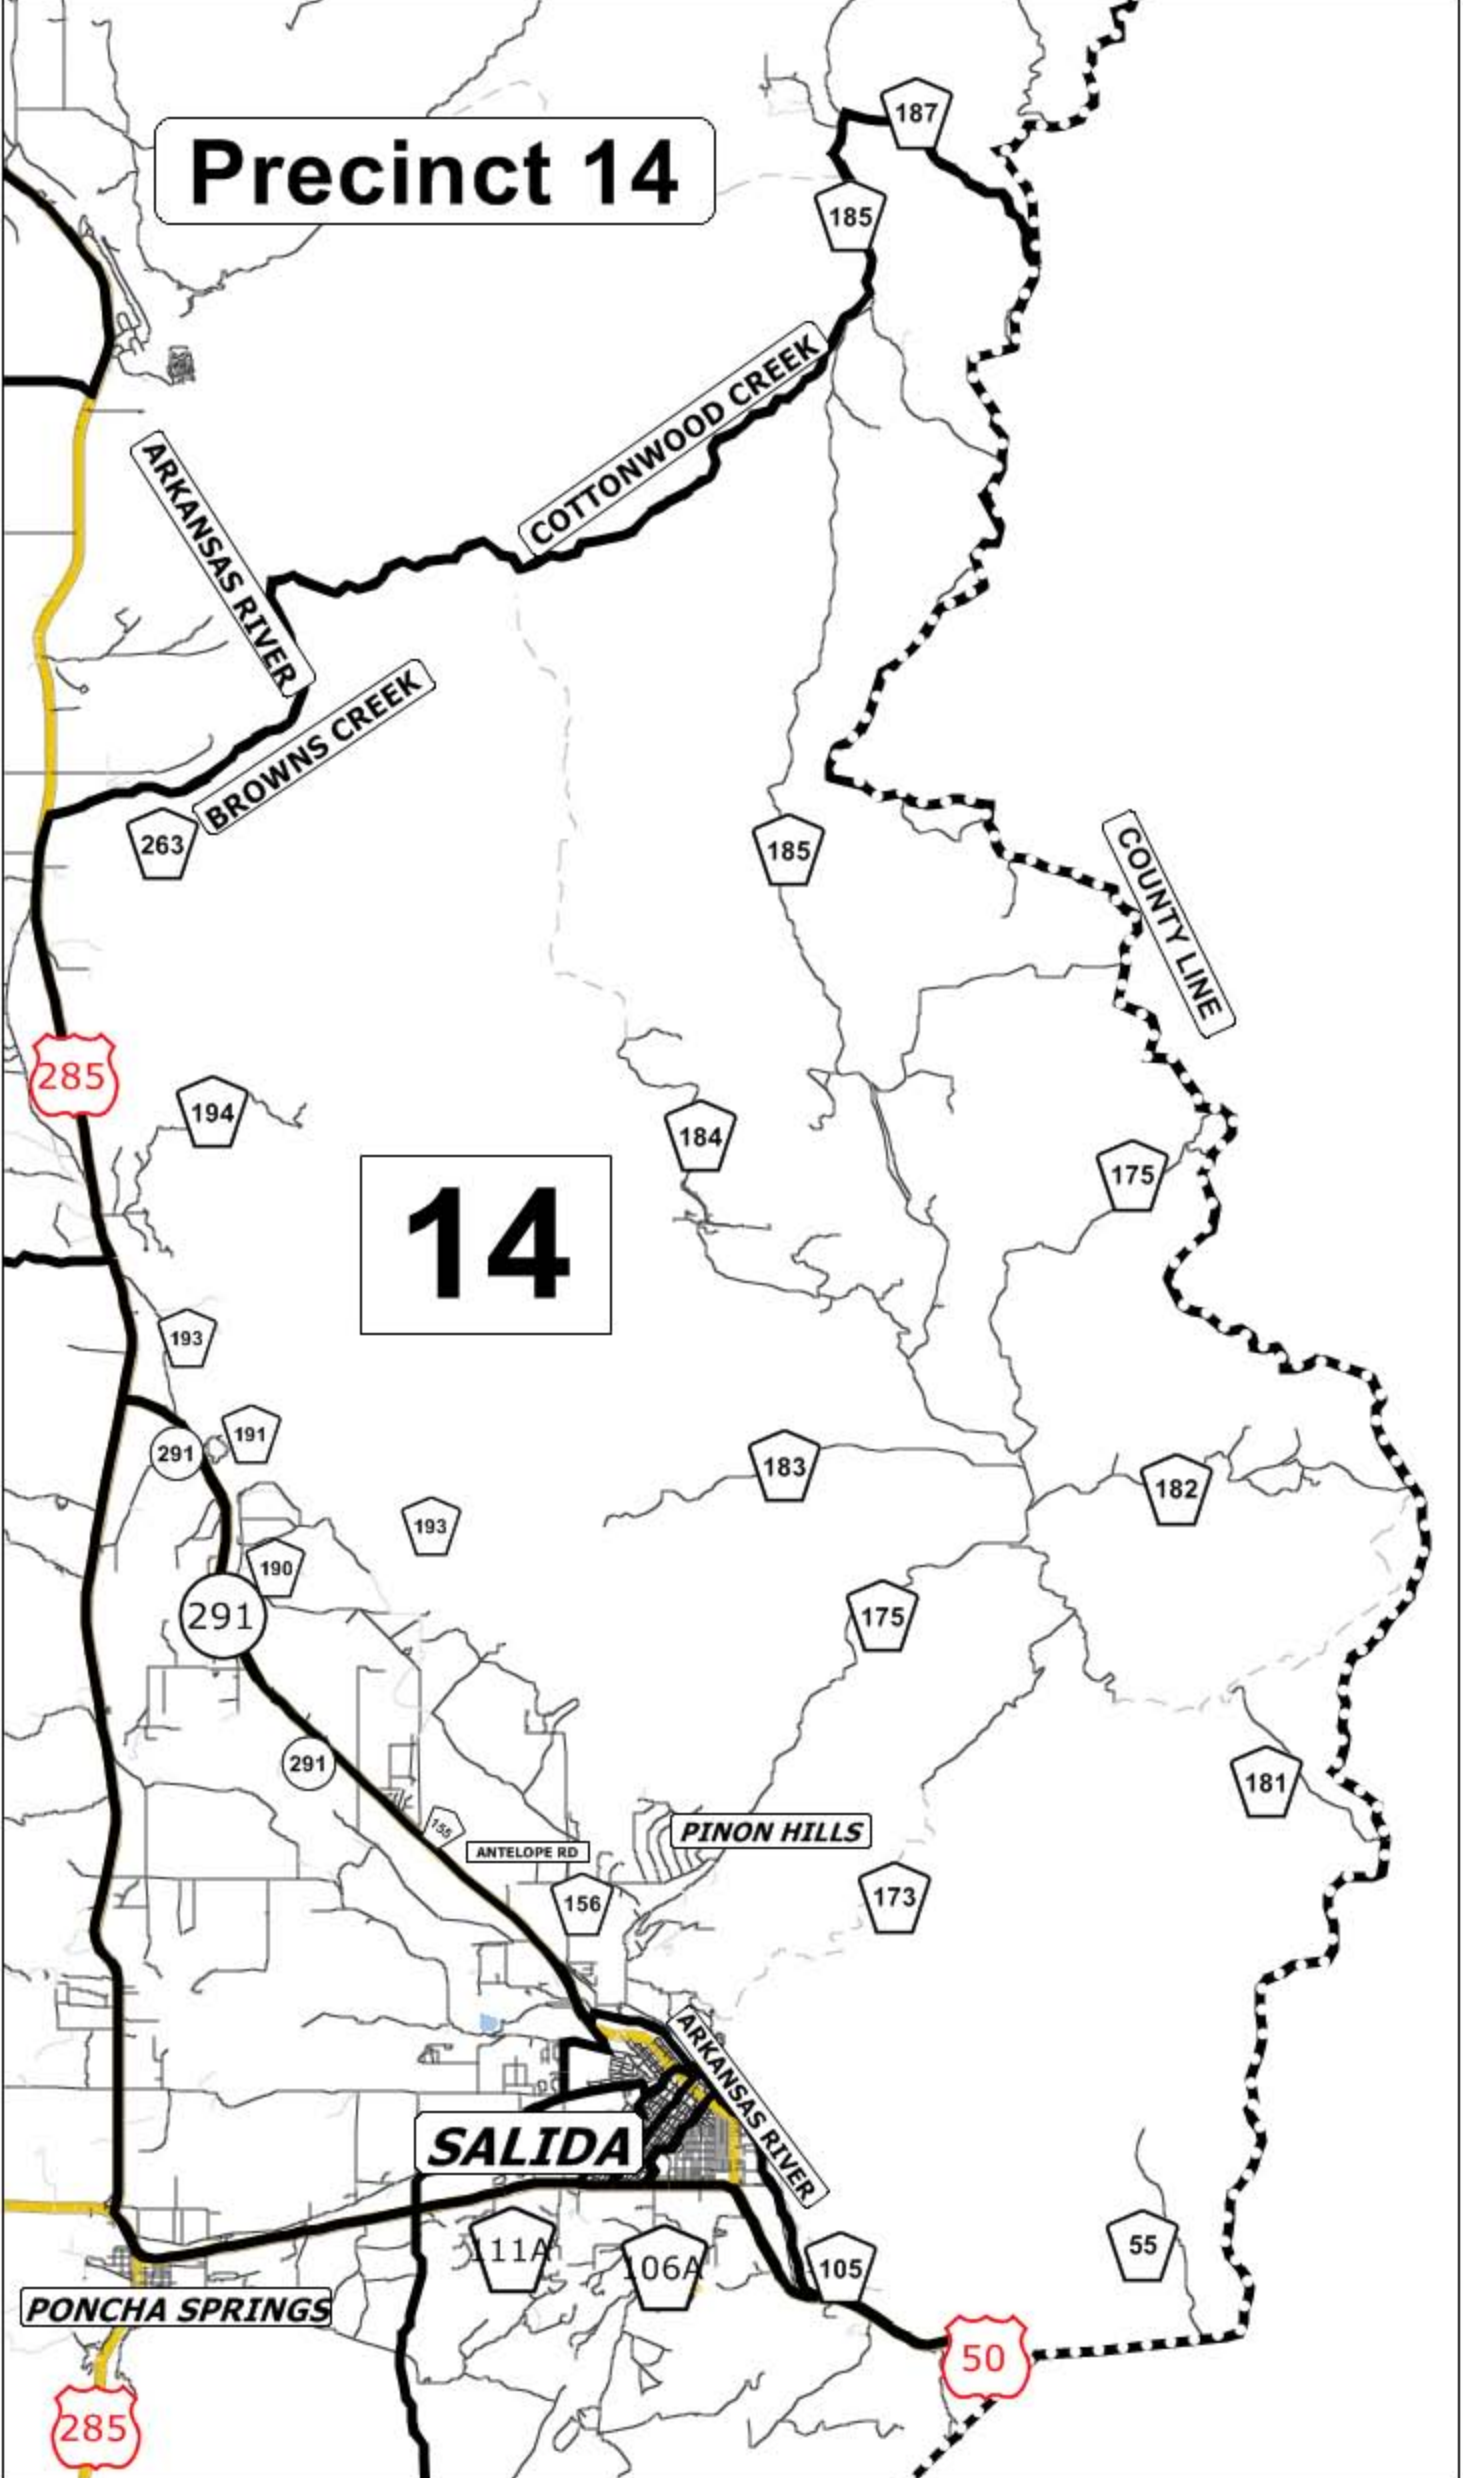 187
Precinct 14
185
COTTONWOOD CREEK
ARKANSAS RIVER
BROWNS CREEK
263
185
COUNTY LINE
285
194
184
175
14
193
291
191
183
182
193
190
291
175
291
181
155
PINON HILLS
ANTELOPE RD
156
173
ARKANSAS RIVER
SALIDA
111A
106A
105
55
PONCHA SPRINGS
50
285